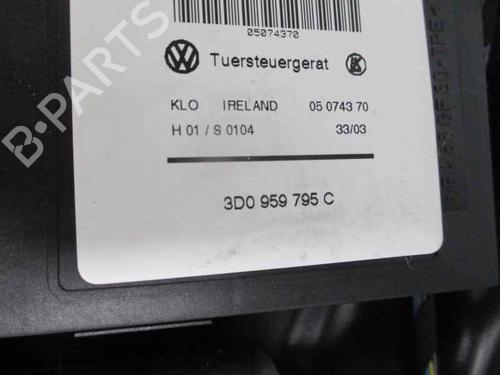 05074370
Tuersteuergerat
KLO IRELAND 05 0743 70
H 01 / S 0104 33/03
3D0 959 795 C
B-PARTS